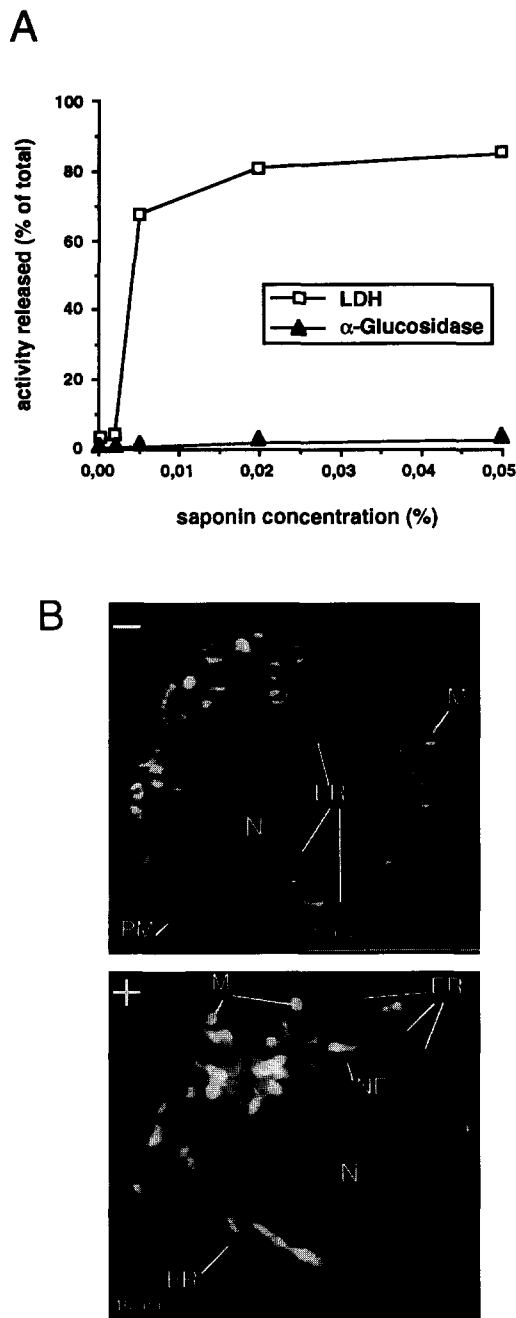 A
100
80
60
40
20
0
activity released (% of total)
LDH
α-Glucosidase
0,00 0,01 0,02 0,03 0,04 0,05
saponin concentration (%)
B
−
M
ER
N
PM
+
M ER
NE
N
ER